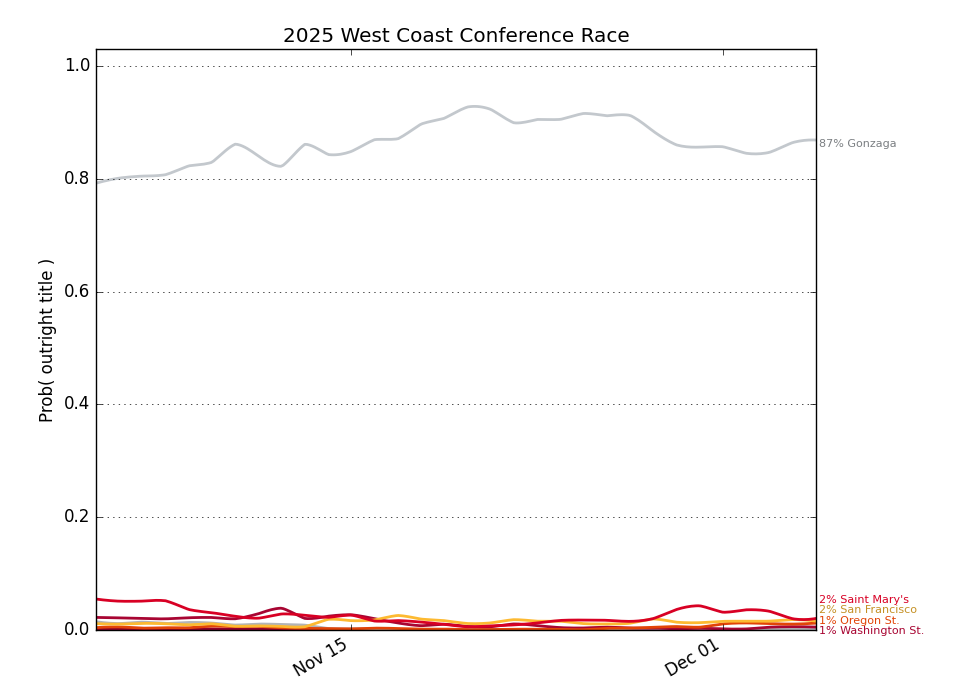 2025 West Coast Conference Race
1.0
0.8
0.6
0.4
0.2
0.0
Prob( outright title )
Nov 15
Dec 01
87% Gonzaga
2% Saint Mary's
2% San Francisco
1% Oregon St.
1% Washington St.